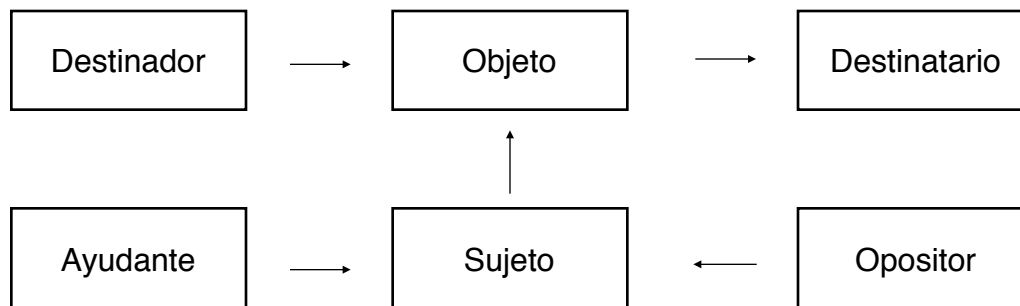 Destinador
Objeto
Destinatario
Ayudante
Sujeto
Opositor